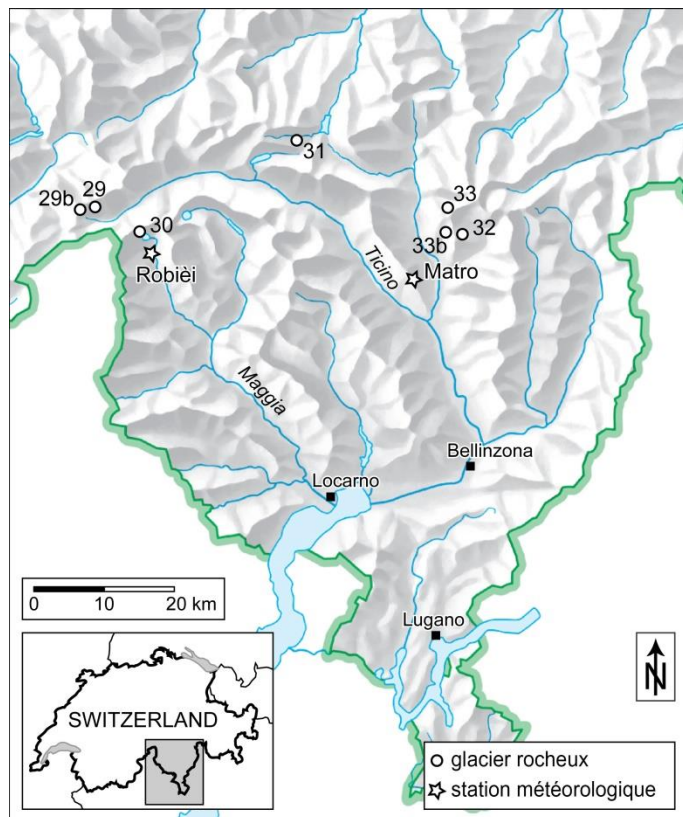 31
29b 29
33
30
33b 32
Robièi
Ticino
Matro
Maggia
Bellinzona
Locarno
0 10 20 km
Lugano
N
SWITZERLAND
glacier rocheux
station météorologique